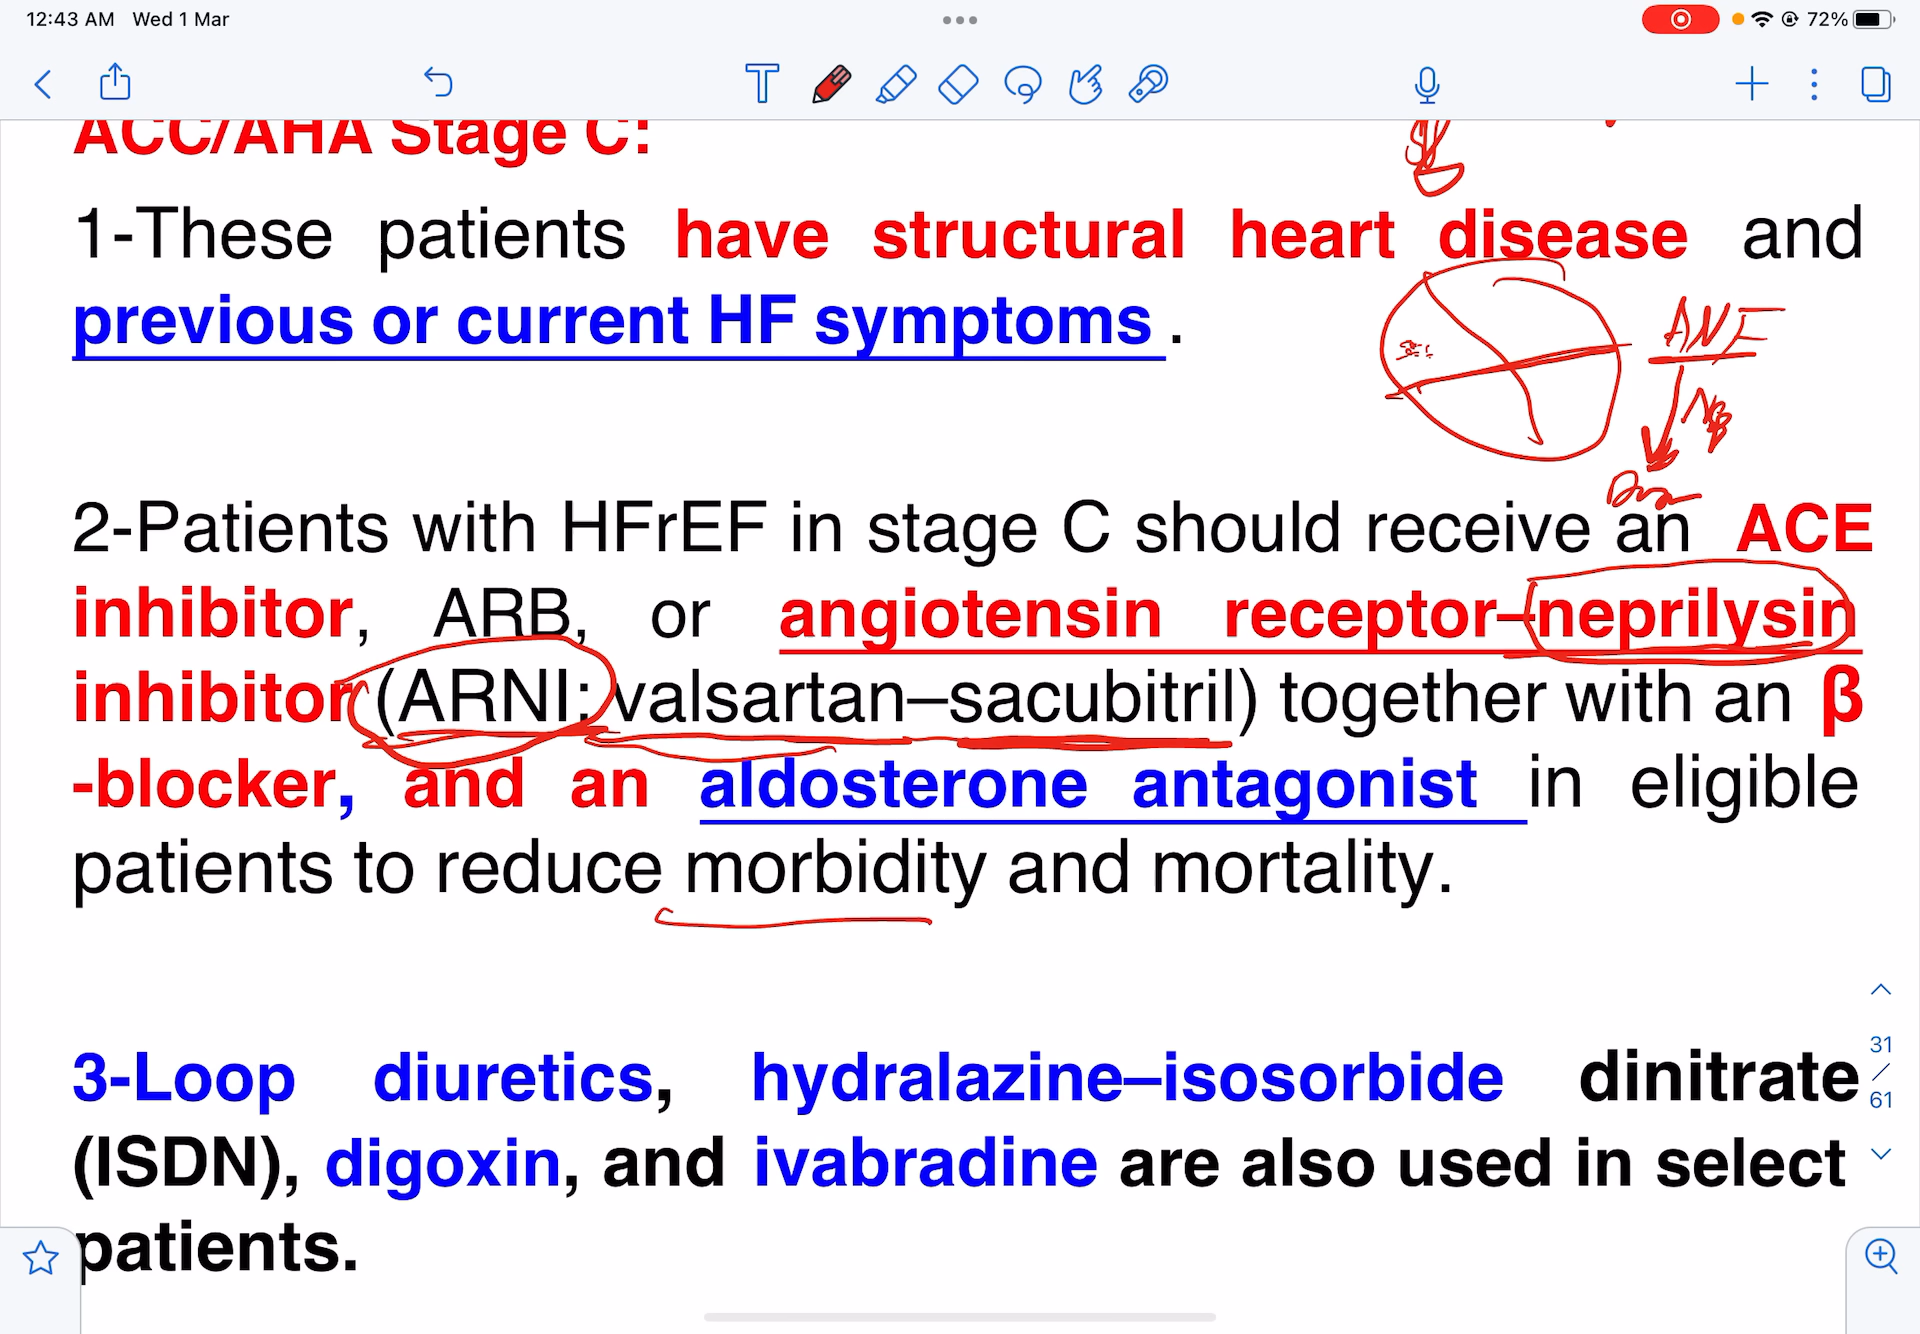 12:43 AM Wed 1 Mar
72%
ACC/AHA Stage C:
1-These patients have structural heart disease and
previous or current HF symptoms .
2-Patients with HFrEF in stage C should receive an ACE
inhibitor, ARB, or angiotensin receptor–neprilysin
inhibitor (ARNI; valsartan–sacubitril) together with an β
-blocker, and an aldosterone antagonist in eligible
patients to reduce morbidity and mortality.
3-Loop diuretics, hydralazine–isosorbide dinitrate
(ISDN), digoxin, and ivabradine are also used in select
patients.
31
/
61